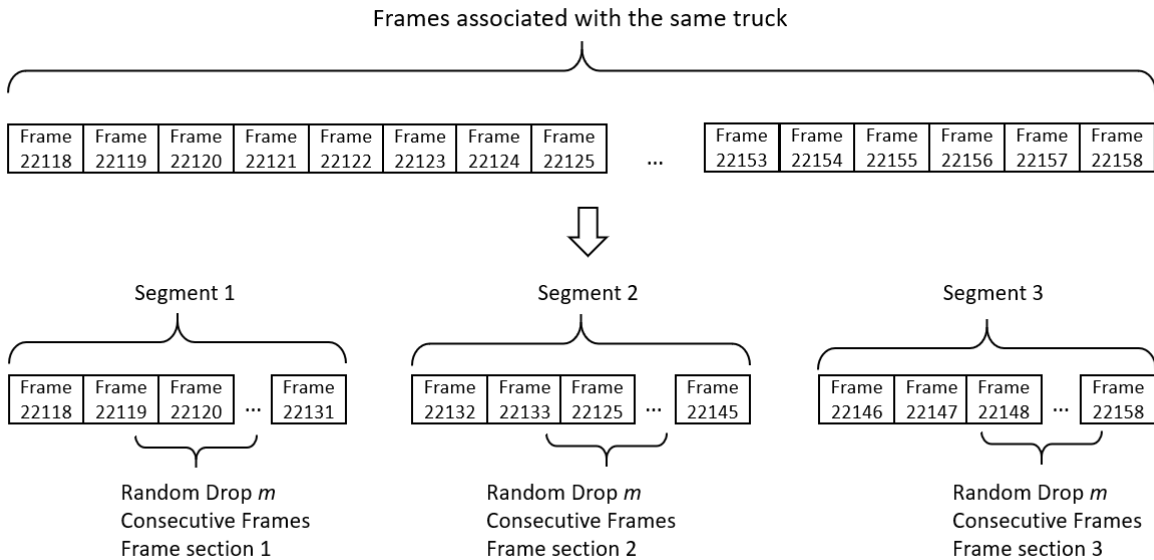 Frames associated with the same truck
Frame Frame Frame Frame Frame Frame Frame Frame Frame Frame Frame Frame Frame Frame
22118 22119 22120 22121 22122 22123 22124 22125 ... 22153 22154 22155 22156 22157 22158
Segment 1 Segment 2 Segment 3
Frame Frame Frame Frame Frame Frame Frame Frame Frame Frame Frame Frame
22118 22119 22120 ... 22131 22132 22133 22125 ... 22145 22146 22147 22148 ... 22158
Random Drop m Random Drop m Random Drop m
Consecutive Frames Consecutive Frames Consecutive Frames
Frame section 1 Frame section 2 Frame section 3